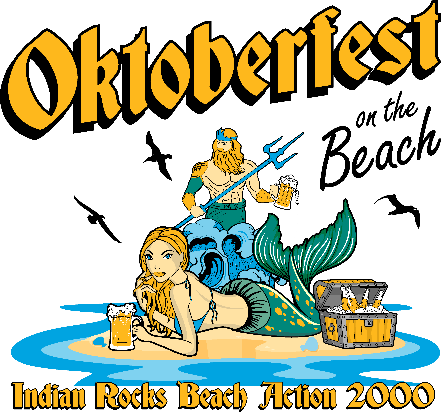 Oktoberfest
on the
Beach
Indian Rocks Beach Action 2000